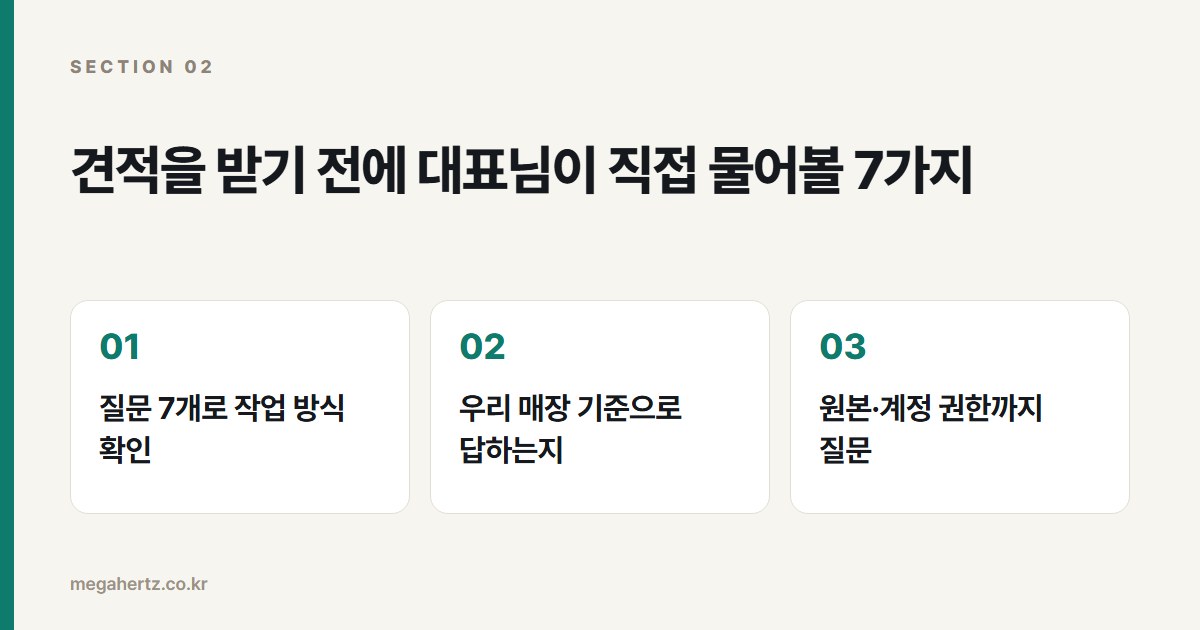 SECTION 02
견적을 받기 전에 대표님이 직접 물어볼 7가지
01
질문 7개로 작업 방식
확인
02
우리 매장 기준으로
답하는지
03
원본·계정 권한까지
질문
megahertz.co.kr